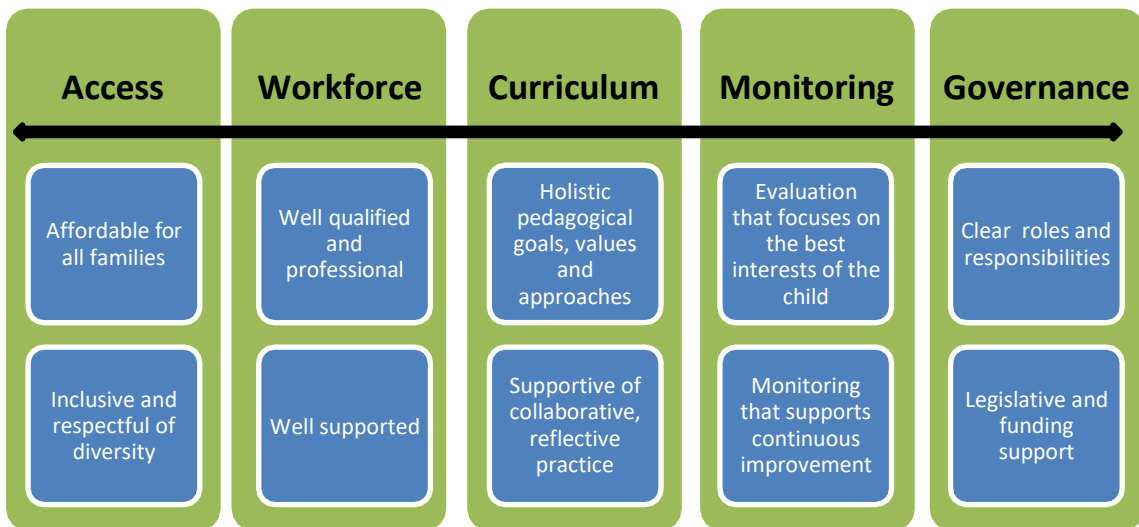 Access
Workforce
Curriculum
Monitoring
Governance
Affordable for
all families
Well qualified
and
professional
Holistic
pedagogical
goals, values
and
approaches
Evaluation
that focuses on
the best
interests of the
child
Clear  roles and
responsibilities
Inclusive and
respectful of
diversity
Well supported
Supportive of
collaborative,
reflective
practice
Monitoring
that supports
continuous
improvement
Legislative and
funding
support